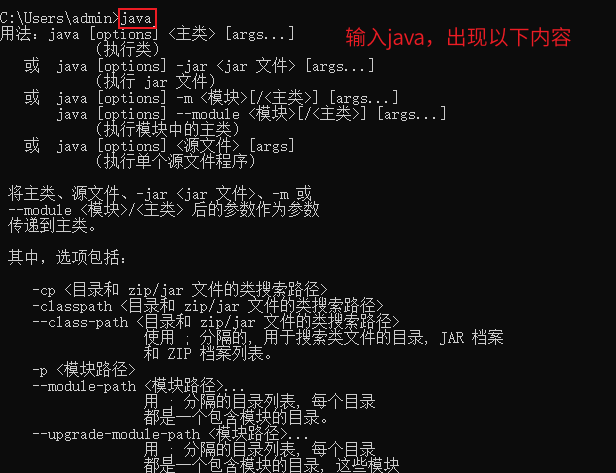 C:\Users\admin>java
用法：java [options] <主类> [args...]
输入java，出现以下内容
(执行类)
或 java [options] -jar <jar 文件> [args...]
(执行 jar 文件)
或 java [options] -m <模块>[/<主类>] [args...]
java [options] --module <模块>[/<主类>] [args...]
(执行模块中的主类)
或 java [options] <源文件> [args]
(执行单个源文件程序)
将主类、源文件、-jar <jar 文件>、-m 或
--module <模块>/<主类> 后的参数作为参数
传递到主类。
其中，选项包括：
-cp <目录和 zip/jar 文件的类搜索路径>
-classpath <目录和 zip/jar 文件的类搜索路径>
--class-path <目录和 zip/jar 文件的类搜索路径>
使用 ; 分隔的, 用于搜索类文件的目录, JAR 档案
和 ZIP 档案列表。
-p <模块路径>
--module-path <模块路径>...
用 ; 分隔的目录列表, 每个目录
都是一个包含模块的目录。
--upgrade-module-path <模块路径>...
用 ; 分隔的目录列表, 每个目录
都是一个包含模块的目录, 这些模块